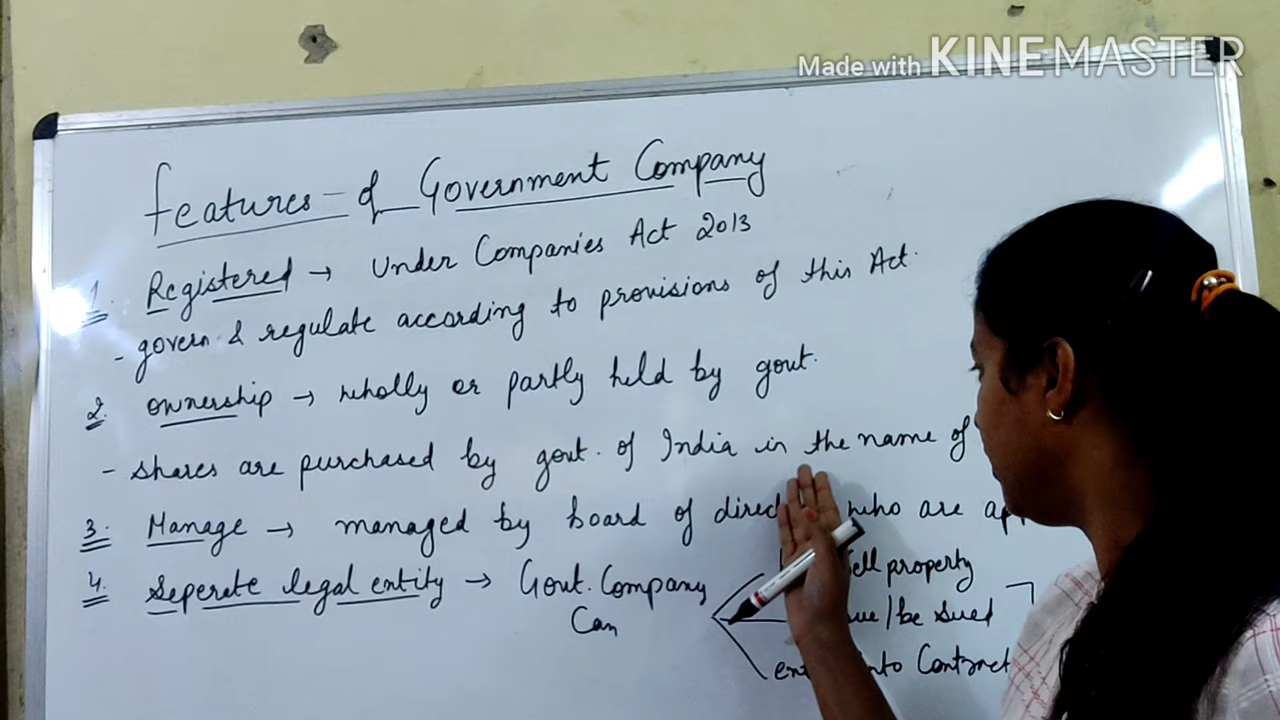 Made with KINEMASTER
Features of Government Company
1. Registered → Under Companies Act 2013
- govern & regulate according to provisions of this Act.
2. Ownership → wholly or partly held by govt.
- Shares are purchased by govt. of India in the name of
3. Manage → managed by board of who are
4. Seperate legal entity → Govt. Company
Can
sell property
sue/be sued
into Contract